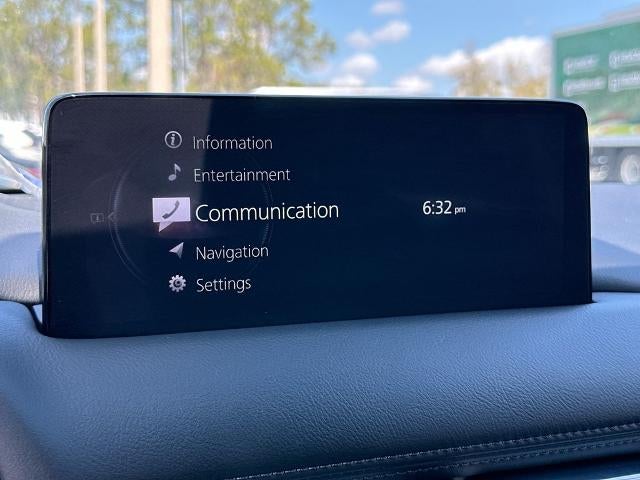 Information
Entertainment
Communication
6:32 pm
Navigation
Settings